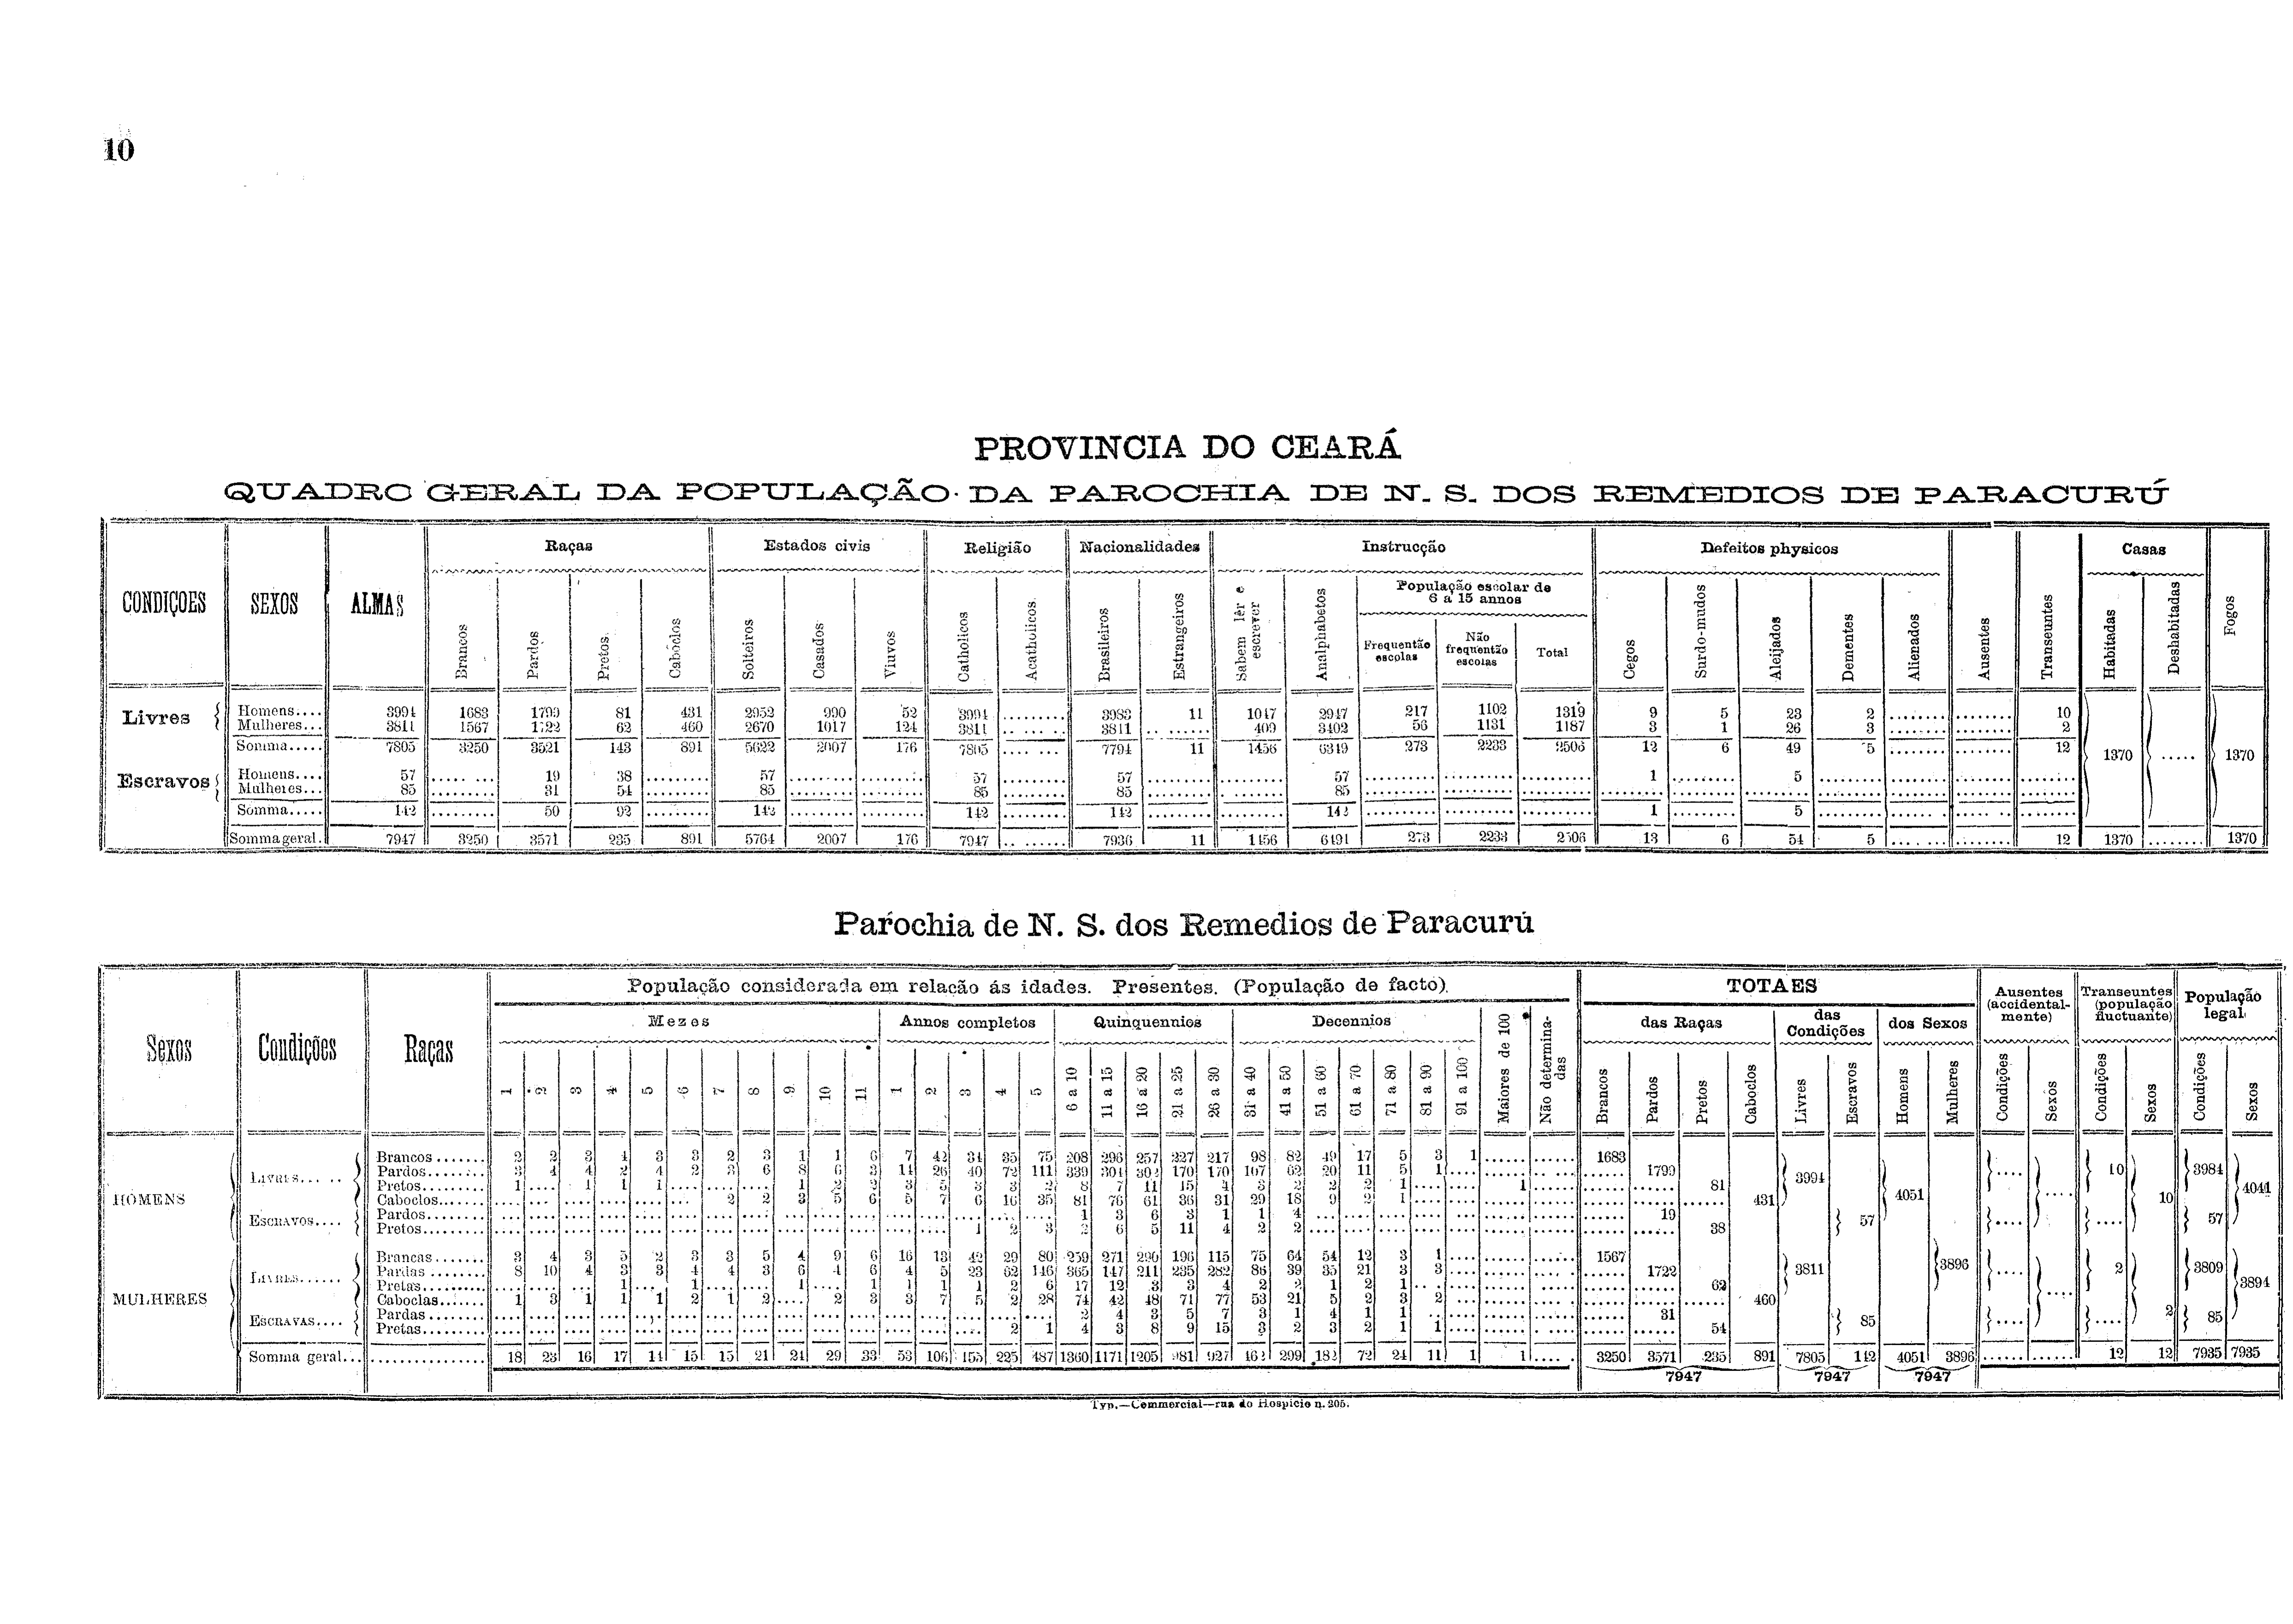 10
PROVINCIA DO CEARÁ
QUADRO GERAL DA POPULAÇÃO DA PAROCHIA DE N. S. DOS REMEDIOS DE PARACURÚ
CONDIÇOES SEXOS ALMAS Raças Estados civis Religião Nacionalidades Instrucção Defeitos physicos Ausentes Transeuntes Casas Fogos
População escolar de 6 a 15 annos
Brancos Pardos Pretos Cabôclos Solteiros Casados Viuvos Catholicos Acatholicos Brasileiros Estrangeiros Sabem lêr e escrever Analphabetos Frequentão escolas Não frequentão escolas Total Cegos Surdo-mudos Aleijados Dementes Alienados Habitadas Deshabitadas
Livres Homens.... 3994 1683 1799 81 431 2952 990 52 3994 ......... 3983 11 1047 2947 217 1102 1319 9 5 23 2 ........ ........ 10
Mulheres... 3811 1567 1722 62 460 2670 1017 124 3811 ......... 3811 ........ 409 3402 56 1131 1187 3 1 26 3 ........ ........ 2
Somma..... 7805 3250 3521 143 891 5622 2007 176 7805 ......... 7794 11 1456 6349 273 2233 2506 12 6 49 5 ........ ........ 12 1370 ..... 1370
Escravos Homens.... 57 ......... 19 38 ......... 57 ......... ......... 57 ......... 57 ......... ......... 57 ......... ......... ......... 1 ........ 5 ........ ........ ........ ........
Mulheres... 85 ......... 31 54 ......... 85 ......... ......... 85 ......... 85 ......... ......... 85 ......... ......... ......... ........ ........ ........ ........ ........ ........ ........
Somma..... 142 ......... 50 92 ......... 142 ......... ......... 142 ......... 142 ......... ......... 142 ......... ......... ......... 1 ........ 5 ........ ........ ........ ........
Somma geral. 7947 3250 3571 235 891 5764 2007 176 7947 ......... 7936 11 1456 6491 273 2233 2506 13 6 54 5 ........ ........ 12 1370 ........ 1370
Parochia de N. S. dos Remedios de Paracurú
Sexos Condições Raças População considerada em relação ás idades. Presentes. (População de facto) TOTAES Ausentes (accidentalmente) Transeuntes (população fluctuante) População legal
Mezes Annos completos Quinquennios Decennios Maiores de 100 Não determinadas das Raças das Condições dos Sexos
1 2 3 4 5 6 7 8 9 10 11 1 2 3 4 5 6 a 10 11 a 15 16 a 20 21 a 25 26 a 30 31 a 40 41 a 50 51 a 60 61 a 70 71 a 80 81 a 90 91 a 100 Brancos Pardos Pretos Caboclos Livres Escravos Homens Mulheres Condições Sexos Condições Sexos Condições Sexos
HOMENS LIVRES..... Brancos....... 2 2 3 4 3 3 2 3 1 1 6 7 42 34 35 75 208 296 257 227 217 98 82 49 17 5 3 1 ...... ...... 1683
Pardos....... 3 4 4 2 4 2 3 6 8 6 3 14 26 40 72 111 339 301 302 170 170 107 62 20 11 5 1 .... ...... 1799 3994 10 3984
Pretos....... 1 .... 1 1 1 .... .... .... 1 2 2 3 5 3 3 2 8 7 11 15 4 3 2 2 2 1 .... .... 1 ...... 81
Caboclos....... .... .... .... .... .... .... 2 2 3 5 6 5 7 6 16 35 81 76 61 36 31 29 18 9 2 1 .... .... ...... 431 4051 10 4041
ESCRAVOS.... Pardos....... 1 3 6 3 1 1 4 .... 19 57 57
Pretos....... 1 2 3 2 6 5 11 4 2 2 .... 38
MULHERES LIVRES...... Brancas....... 3 4 3 5 2 3 3 5 4 9 6 16 13 42 29 80 259 271 290 196 115 75 64 54 12 3 1 .... ...... 1567
Pardas........ 8 10 4 3 3 4 4 3 6 4 6 4 5 23 62 146 365 147 211 235 282 86 39 35 21 3 3 .... ...... 1722 3811 3896 2 3809
Pretas....... .... .... .... 1 .... 1 .... .... 1 .... 1 1 1 1 2 6 17 12 3 3 4 2 2 1 2 1 .... .... ...... 62 3894
Caboclas....... 1 3 1 1 1 2 1 2 .... 2 3 3 7 5 2 28 74 42 48 71 77 53 21 5 2 3 2 .... ...... 460
ESCRAVAS.... Pardas....... 2 4 3 5 7 3 1 4 1 1 .... 31 85 2 85
Pretas....... 2 1 4 3 8 9 15 3 2 3 2 1 1 .... 54
Somma geral... 18 23 16 17 14 15 15 21 24 29 33 53 106 155 225 487 1360 1171 1205 981 927 462 299 182 72 24 11 1 1 ..... 3250 3571 235 891 7805 142 4051 3896 ...... ...... 12 12 7935 7935
7947 7947 7947
Typ.—Commercial—rua do Hospicio n. 205.